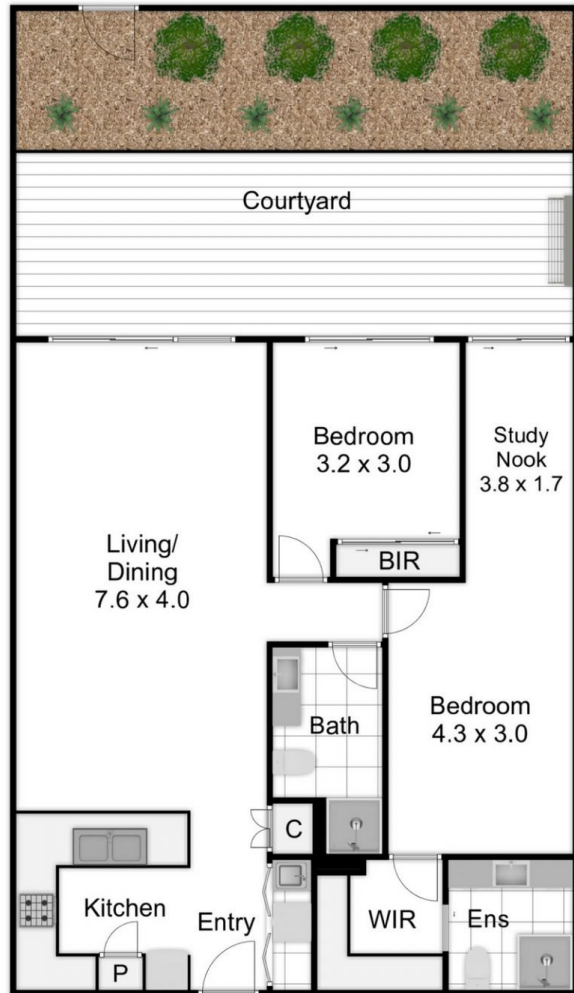 Courtyard
Bedroom
3.2 x 3.0
Study
Nook
3.8 x 1.7
Living/
Dining
7.6 x 4.0
BIR
Bedroom
4.3 x 3.0
Bath
C
Kitchen
Entry
WIR
Ens
P